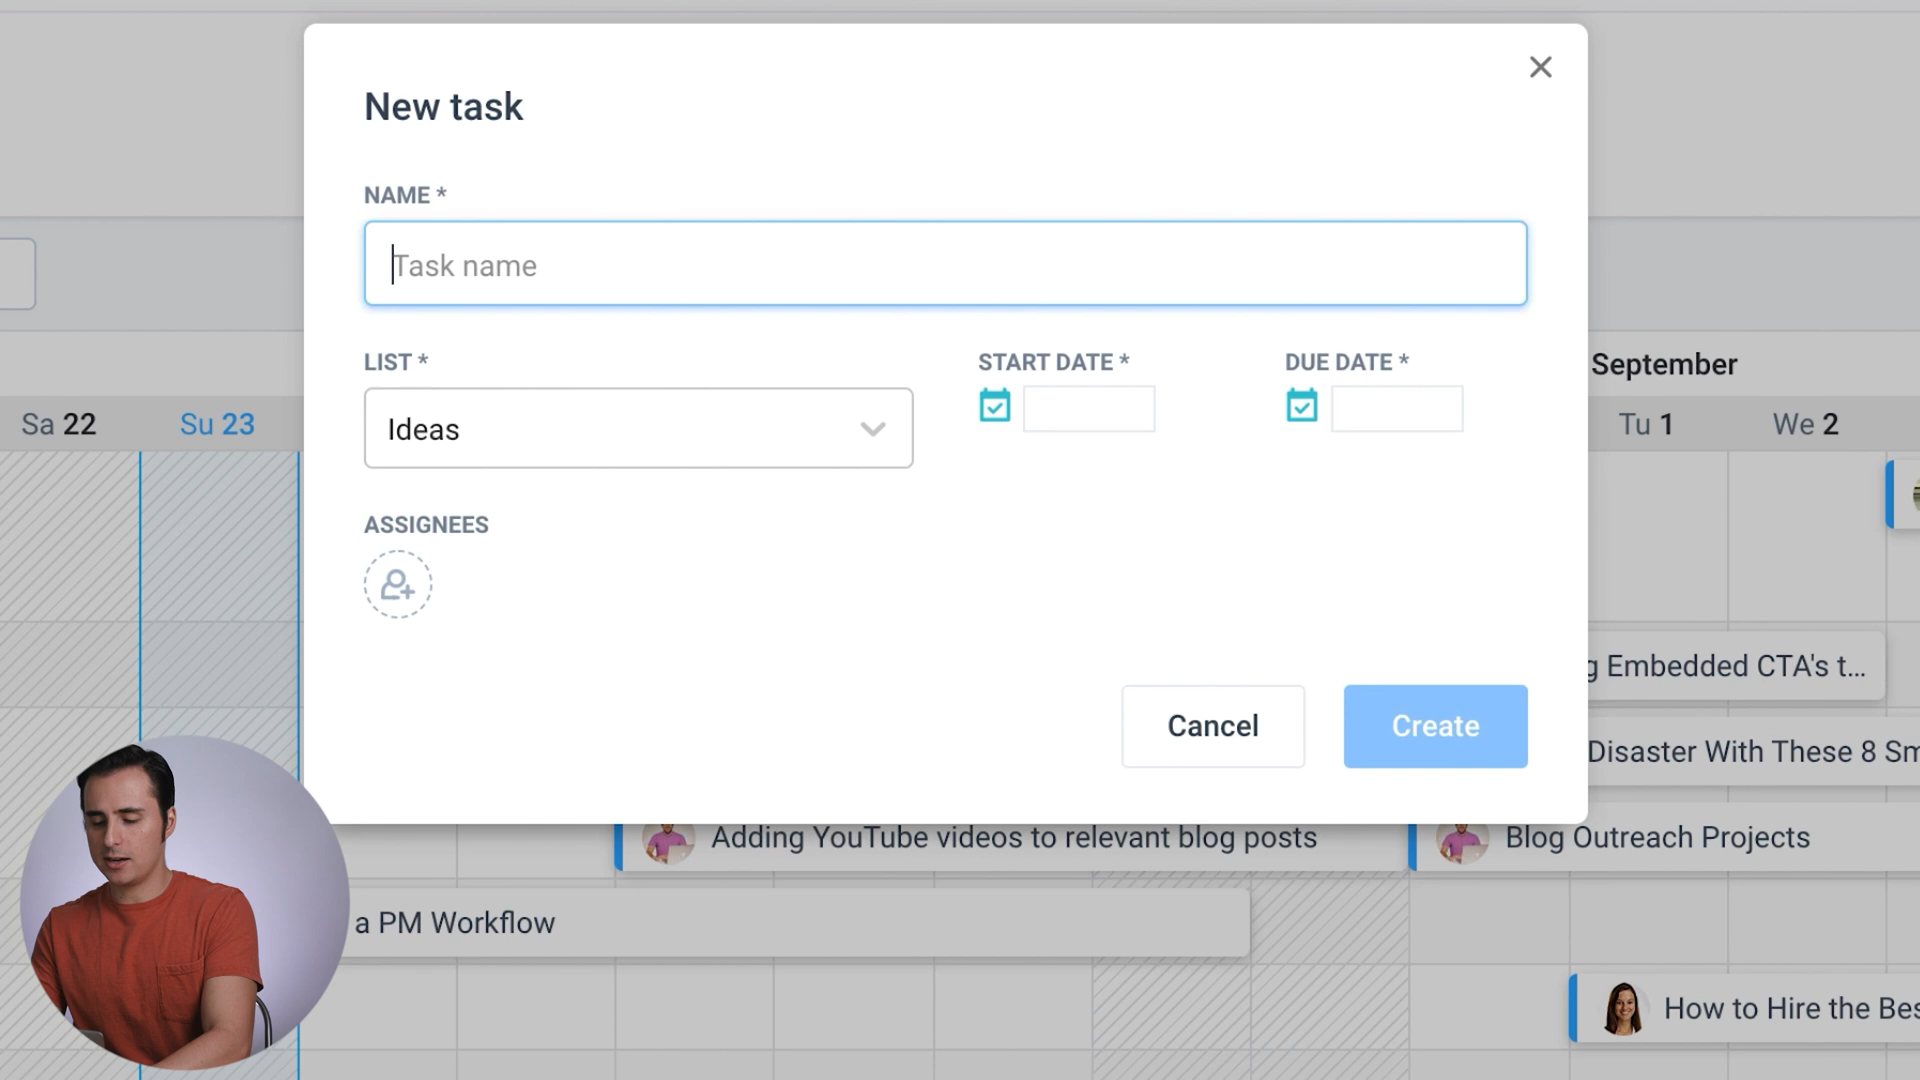 New task
NAME *
Task name
LIST *
START DATE *
DUE DATE *
Ideas
ASSIGNEES
Cancel
Create
September
Sa 22
Su 23
Tu 1
We 2
Embedded CTA's t...
Disaster With These 8
Adding YouTube videos to relevant blog posts
Blog Outreach Projects
a PM Workflow
How to Hire the